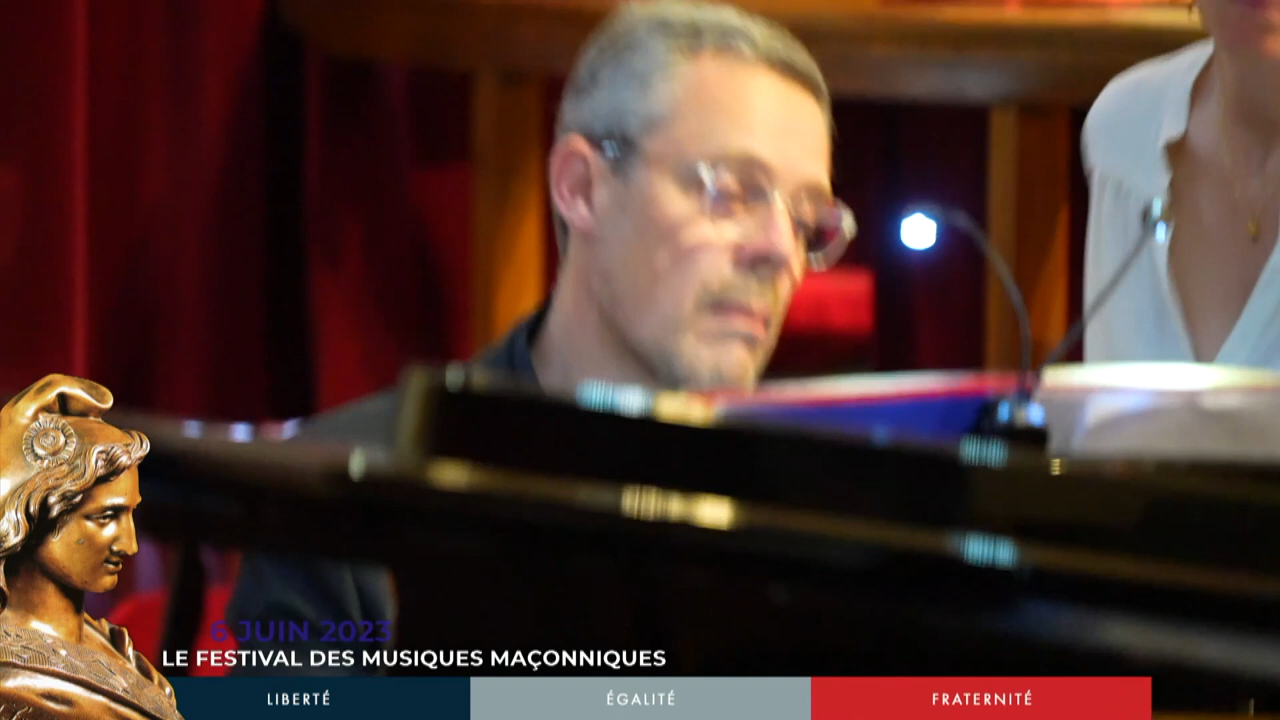 6 JUIN 2023
LE FESTIVAL DES MUSIQUES MAÇONNIQUES
LIBERTÉ ÉGALITÉ FRATERNITÉ